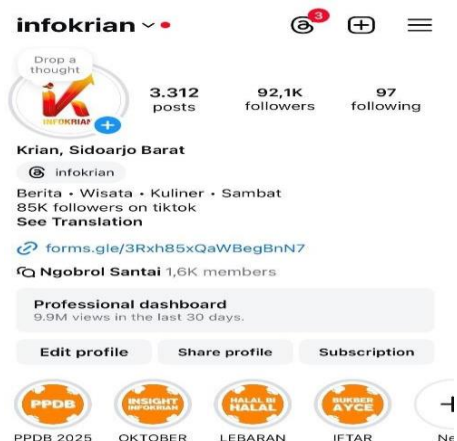 infokrian
3
Drop a
thought
INFOKRIAN
3.312
posts
92,1K
followers
97
following
Krian, Sidoarjo Barat
infokrian
Berita • Wisata • Kuliner • Sambat
85K followers on tiktok
See Translation
forms.gle/3Rxh85xQaWBegBnN7
Ngobrol Santai 1,6K members
Professional dashboard
9.9M views in the last 30 days.
Edit profile
Share profile
Subscription
PPDB
INSIGHT
INFOKRIAN
HALAL BI
HALAL
BUKBER
AYCE
PPDB 2025
OKTOBER
LEBARAN
IFTAR
Ne